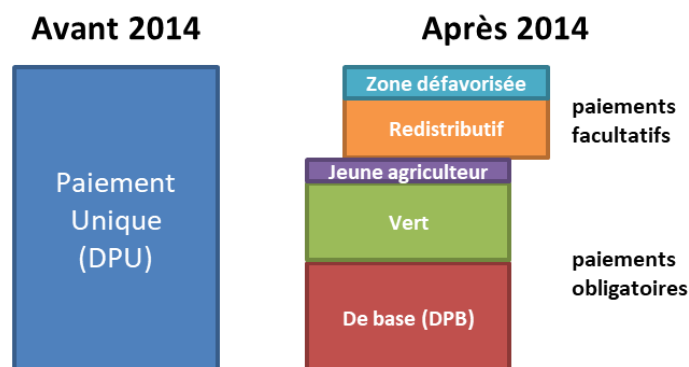 Avant 2014
Après 2014
Paiement
Unique
(DPU)
Zone défavorisée
Redistributif
Jeune agriculteur
Vert
De base (DPB)
paiements
facultatifs
paiements
obligatoires